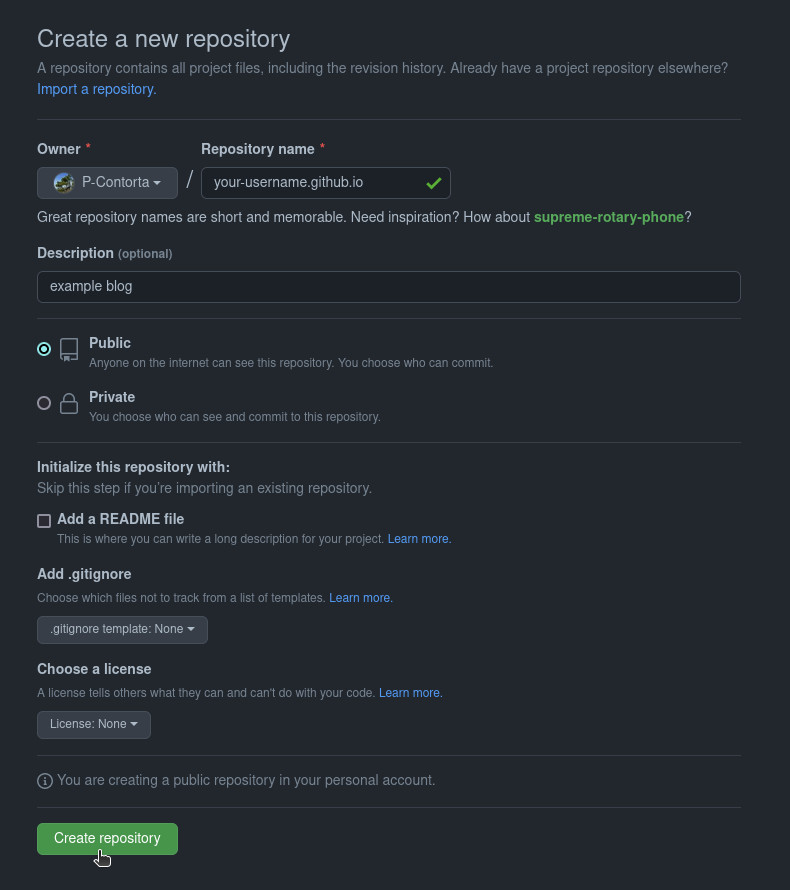 Create a new repository
A repository contains all project files, including the revision history. Already have a project repository elsewhere?
Import a repository.
Owner * Repository name *
P-Contorta / your-username.github.io
Great repository names are short and memorable. Need inspiration? How about supreme-rotary-phone?
Description (optional)
example blog
Public
Anyone on the internet can see this repository. You choose who can commit.
Private
You choose who can see and commit to this repository.
Initialize this repository with:
Skip this step if you're importing an existing repository.
Add a README file
This is where you can write a long description for your project. Learn more.
Add .gitignore
Choose which files not to track from a list of templates. Learn more.
.gitignore template: None
Choose a license
A license tells others what they can and can't do with your code. Learn more.
License: None
You are creating a public repository in your personal account.
Create repository